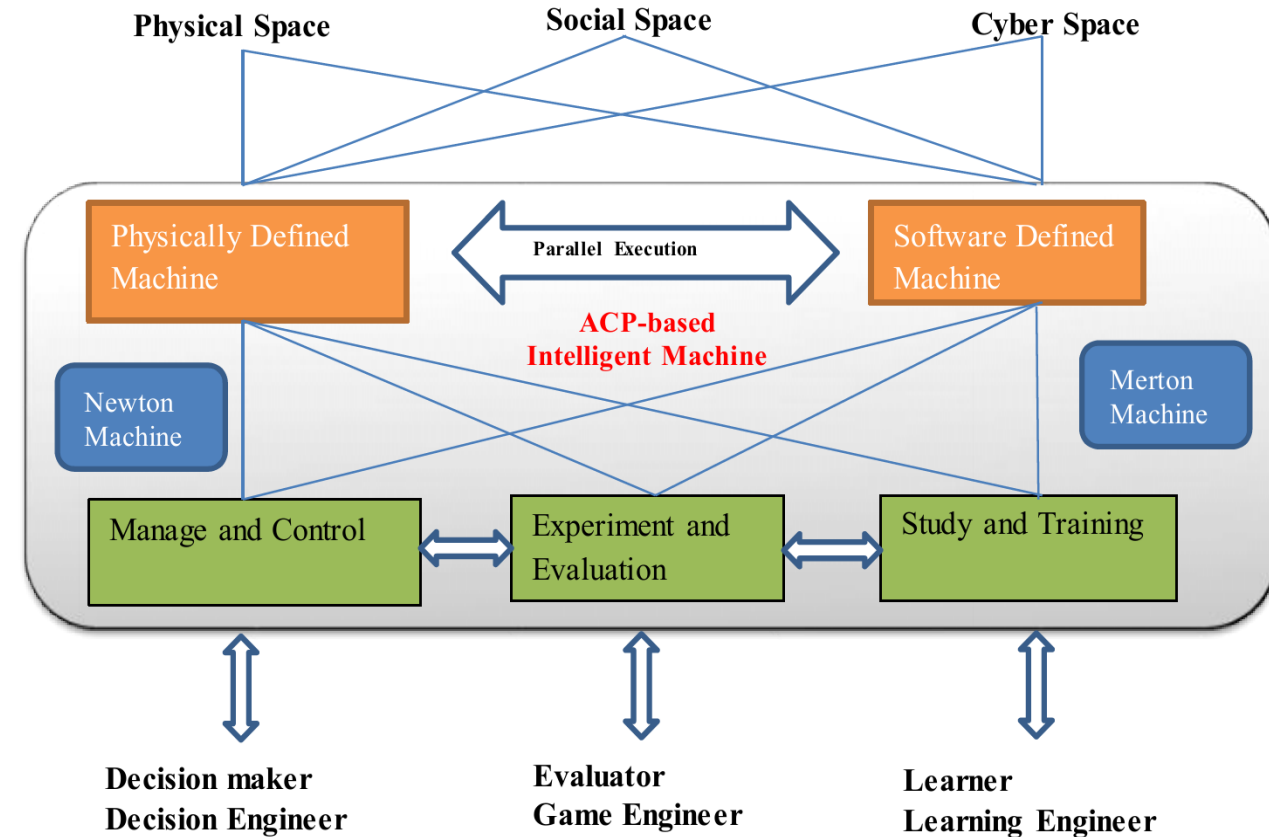 Physical Space
Social Space
Cyber Space
Physically Defined
Machine
Parallel Execution
Software Defined
Machine
ACP-based
Intelligent Machine
Newton
Machine
Merton
Machine
Manage and Control
Experiment and
Evaluation
Study and Training
Decision maker
Decision Engineer
Evaluator
Game Engineer
Learner
Learning Engineer